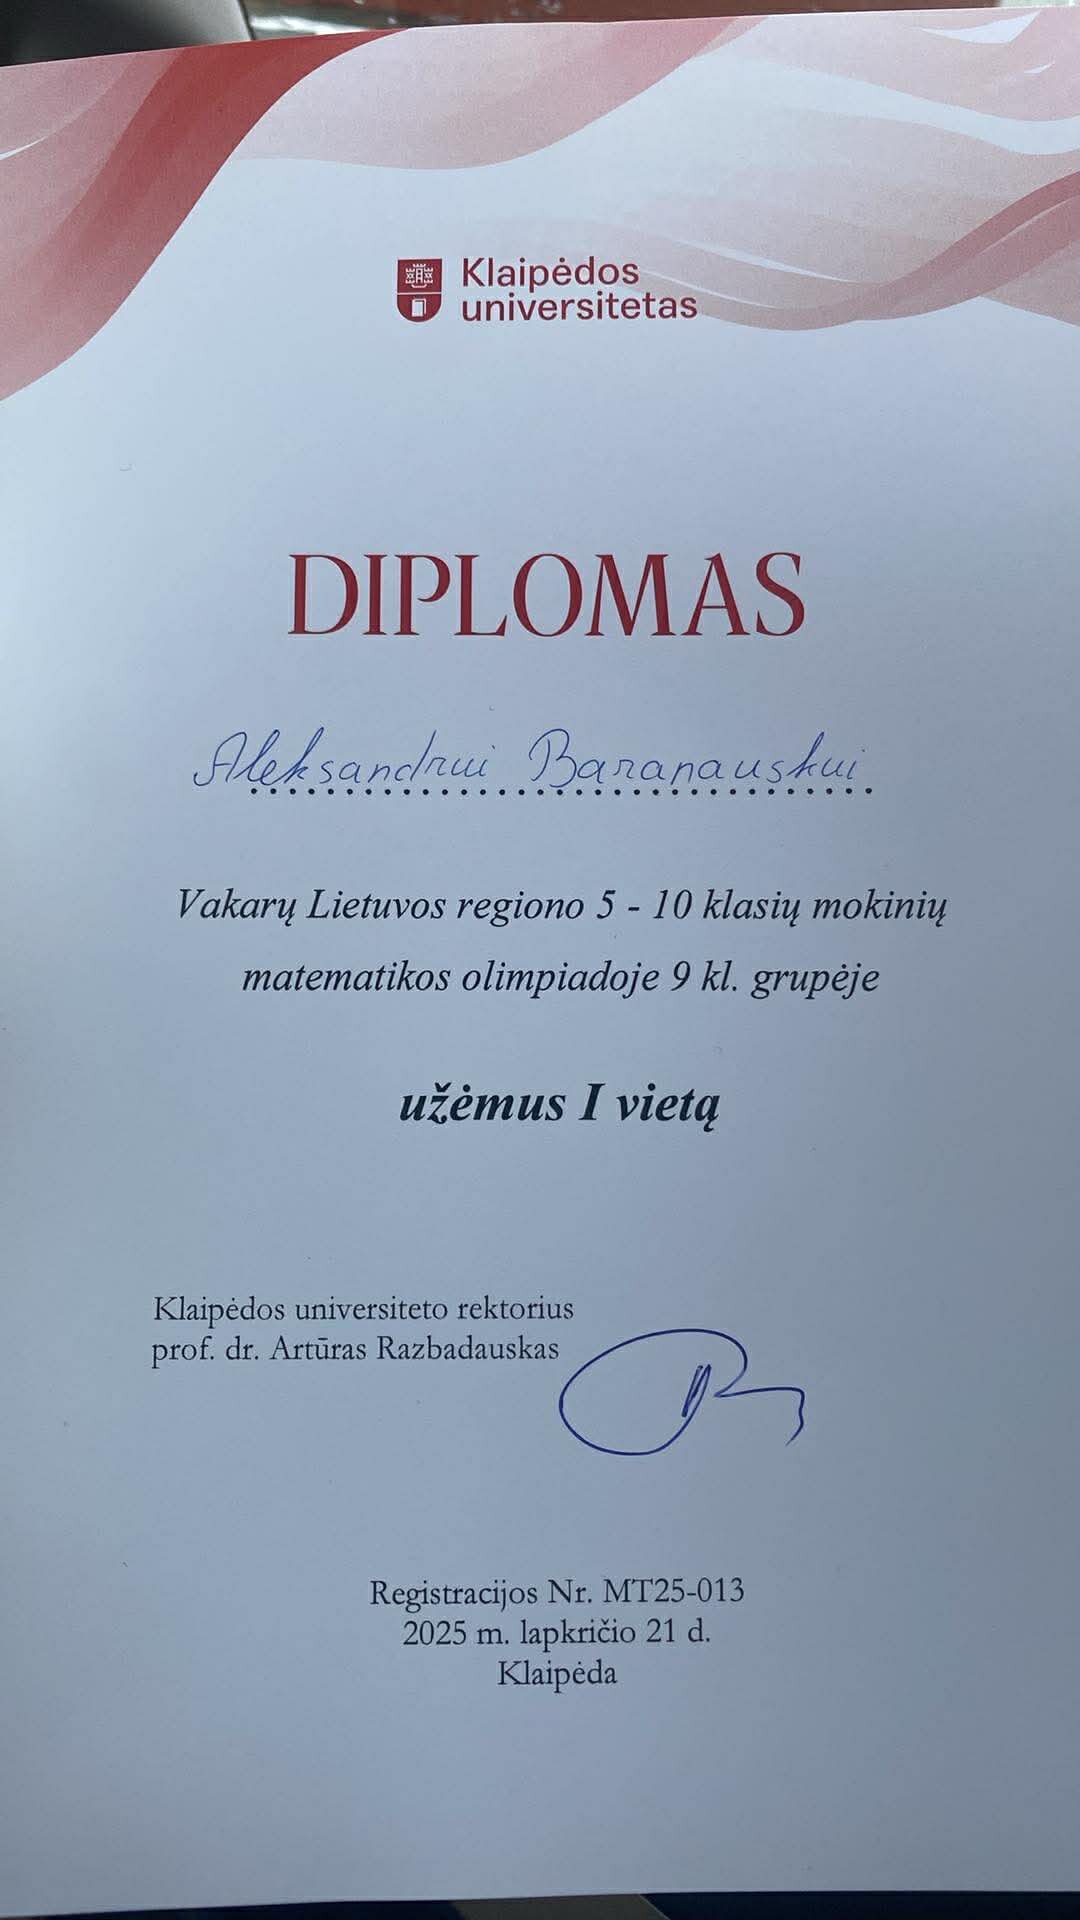 Klaipėdos
universitetas
DIPLOMAS
Aleksandrui Baranauskui
Vakarų Lietuvos regiono 5 - 10 klasių mokinių
matematikos olimpiadoje 9 kl. grupėje
užėmus I vietą
Klaipėdos universiteto rektorius
prof. dr. Artūras Razbadauskas
Registracijos Nr. MT25-013
2025 m. lapkričio 21 d.
Klaipėda